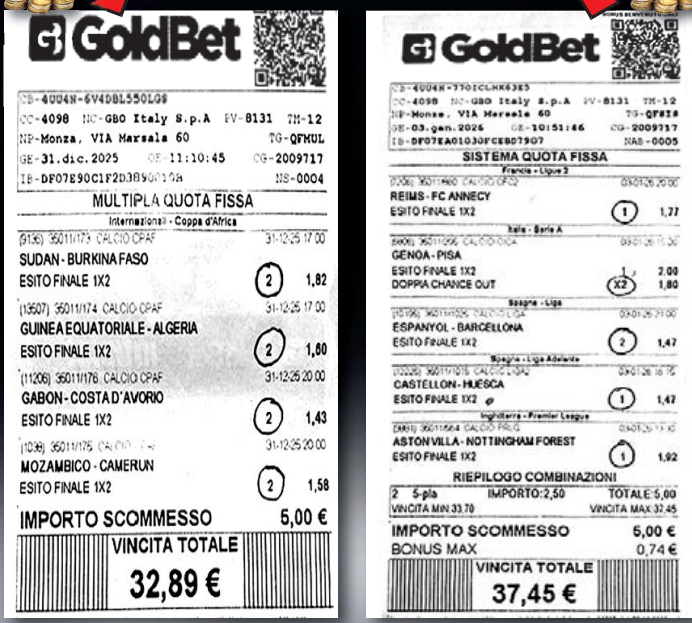 GoldBet
CB-4UU4N-6V4DBL550LGS
CC-4098 NC-GBO Italy S.p.A PV-8131 TM-12
NP-Monza, VIA Marsala 60 TG-QFMUL
GE-31.dic.2025 OE-11:10:45 CG-2009717
NS-0004
MULTIPLA QUOTA FISSA
Internazionali - Coppa d'Africa
(9136) 35011/173 CALCIO CPAF 31-12-25 17:00
SUDAN - BURKINA FASO
ESITO FINALE 1X2 2 1,82
(13507) 35011/174 CALCIO CPAF 31-12-25 17:00
GUINEA EQUATORIALE - ALGERIA
ESITO FINALE 1X2 2 1,60
(11206) 35011/176 CALCIO CPAF 31-12-25 20:00
GABON - COSTA D'AVORIO
ESITO FINALE 1X2 2 1,43
35011/175 31-12-25 20:00
MOZAMBICO - CAMERUN
ESITO FINALE 1X2 2 1,58
IMPORTO SCOMMESSO 5,00 €
VINCITA TOTALE
32,89 €
BONUS BENVENUTO
GoldBet
CC-4098 NC-GBO Italy S.p.A PV-8131 TM-12
NP-Monza, VIA Marsala 60
GE-03.gen.2026 OE-10:51:46 CG-2009717
IB-DF07EA01030FCEB07907 NAS-0005
SISTEMA QUOTA FISSA
Francia - Ligue 2
REIMS - FC ANNECY
ESITO FINALE 1X2 1 1,77
Italia - Serie A
GENOA - PISA
ESITO FINALE 1X2 1 2,00
DOPPIA CHANCE OUT X2 1,80
Spagna - Liga
ESPANYOL - BARCELLONA
ESITO FINALE 1X2 2 1,47
Spagna - Liga Adelante
CASTELLON - HUESCA
ESITO FINALE 1X2 1 1,47
Inghilterra - Premier League
ASTON VILLA - NOTTINGHAM FOREST
ESITO FINALE 1X2 1 1,92
RIEPILOGO COMBINAZIONI
2 5-pla IMPORTO:2,50 TOTALE:5,00
VINCITA MIN:33,70 VINCITA MAX:37,45
IMPORTO SCOMMESSO 5,00 €
BONUS MAX 0,74 €
VINCITA TOTALE
37,45 €